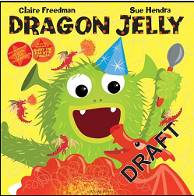 Claire Freedman Sue Hendra
DRAGON JELLY
DRAFT